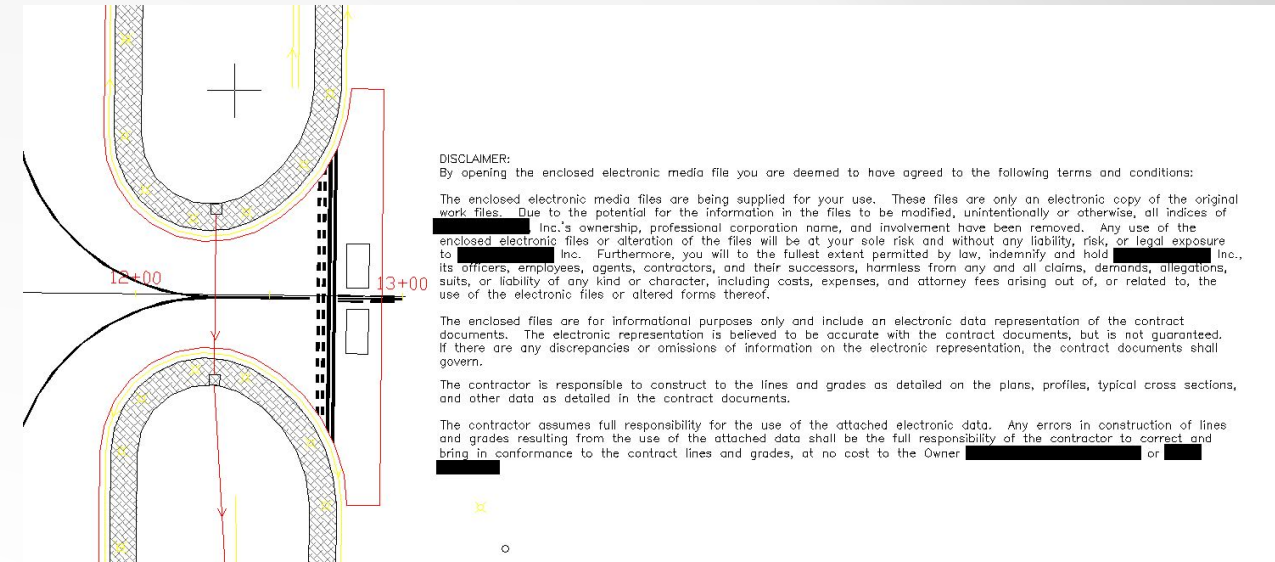 12+00
13+00
DISCLAIMER:
By opening the enclosed electronic media file you are deemed to have agreed to the following terms and conditions:
The enclosed electronic media files are being supplied for your use. These files are only an electronic copy of the original
work files. Due to the potential for the information in the files to be modified, unintentionally or otherwise, all indices of
, Inc.'s ownership, professional corporation name, and involvement have been removed. Any use of the
enclosed electronic files or alteration of the files will be at your sole risk and without any liability, risk, or legal exposure
to Inc. Furthermore, you will to the fullest extent permitted by law, indemnify and hold Inc.,
its officers, employees, agents, contractors, and their successors, harmless from any and all claims, demands, allegations,
suits, or liability of any kind or character, including costs, expenses, and attorney fees arising out of, or related to, the
use of the electronic files or altered forms thereof.
The enclosed files are for informational purposes only and include an electronic data representation of the contract
documents. The electronic representation is believed to be accurate with the contract documents, but is not guaranteed.
If there are any discrepancies or omissions of information on the electronic representation, the contract documents shall
govern.
The contractor is responsible to construct to the lines and grades as detailed on the plans, profiles, typical cross sections,
and other data as detailed in the contract documents.
The contractor assumes full responsibility for the use of the attached electronic data. Any errors in construction of lines
and grades resulting from the use of the attached data shall be the full responsibility of the contractor to correct and
bring in conformance to the contract lines and grades, at no cost to the Owner or